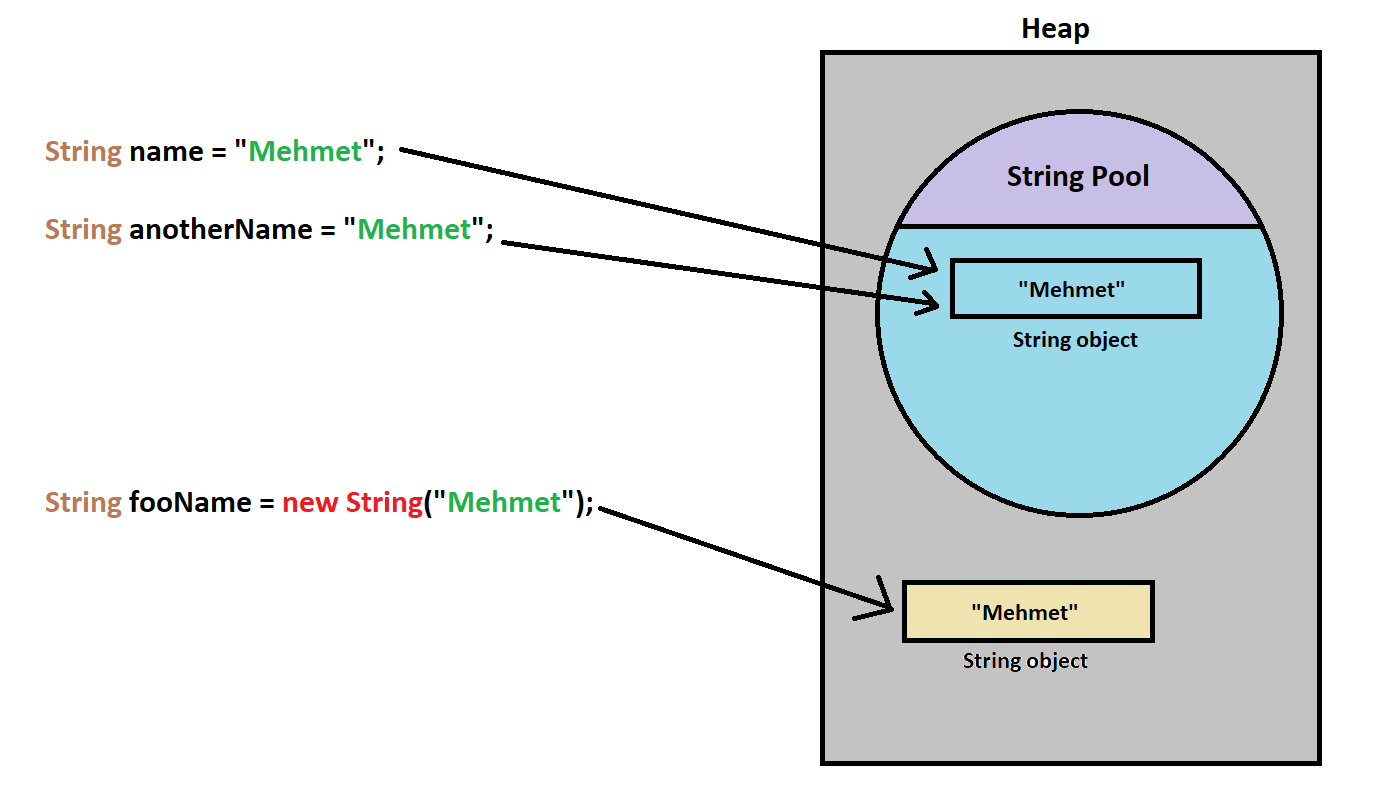 Heap
String name = "Mehmet";
String anotherName = "Mehmet";
String Pool
"Mehmet"
String object
String fooName = new String("Mehmet");
"Mehmet"
String object